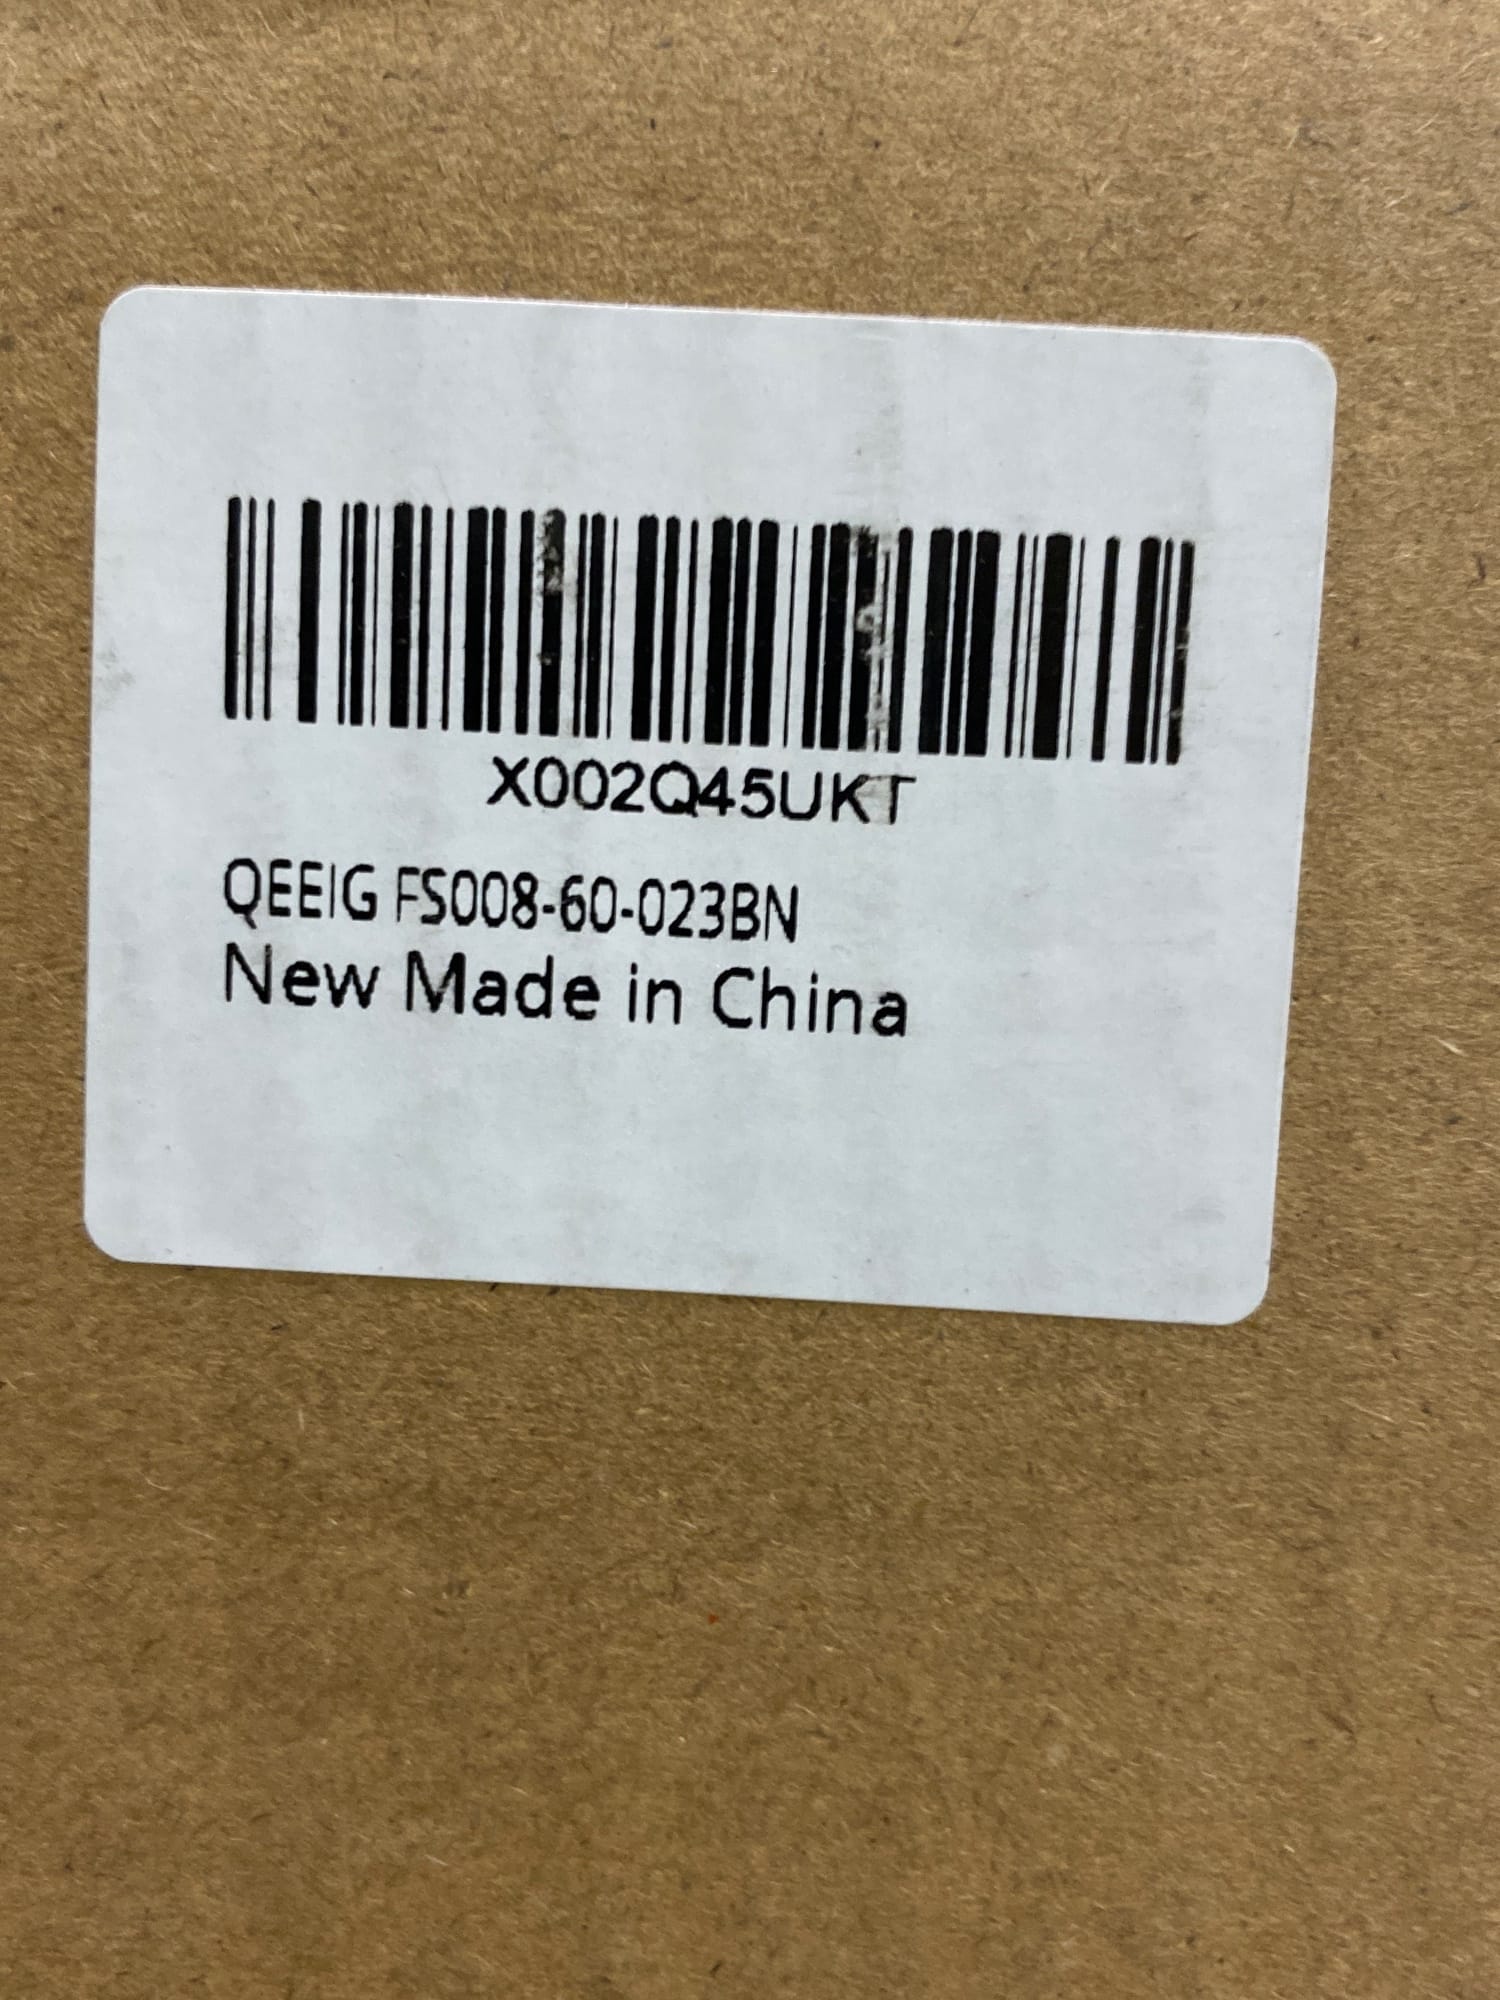 X002Q45UKT
QEEIG FS008-60-023BN
New Made in China